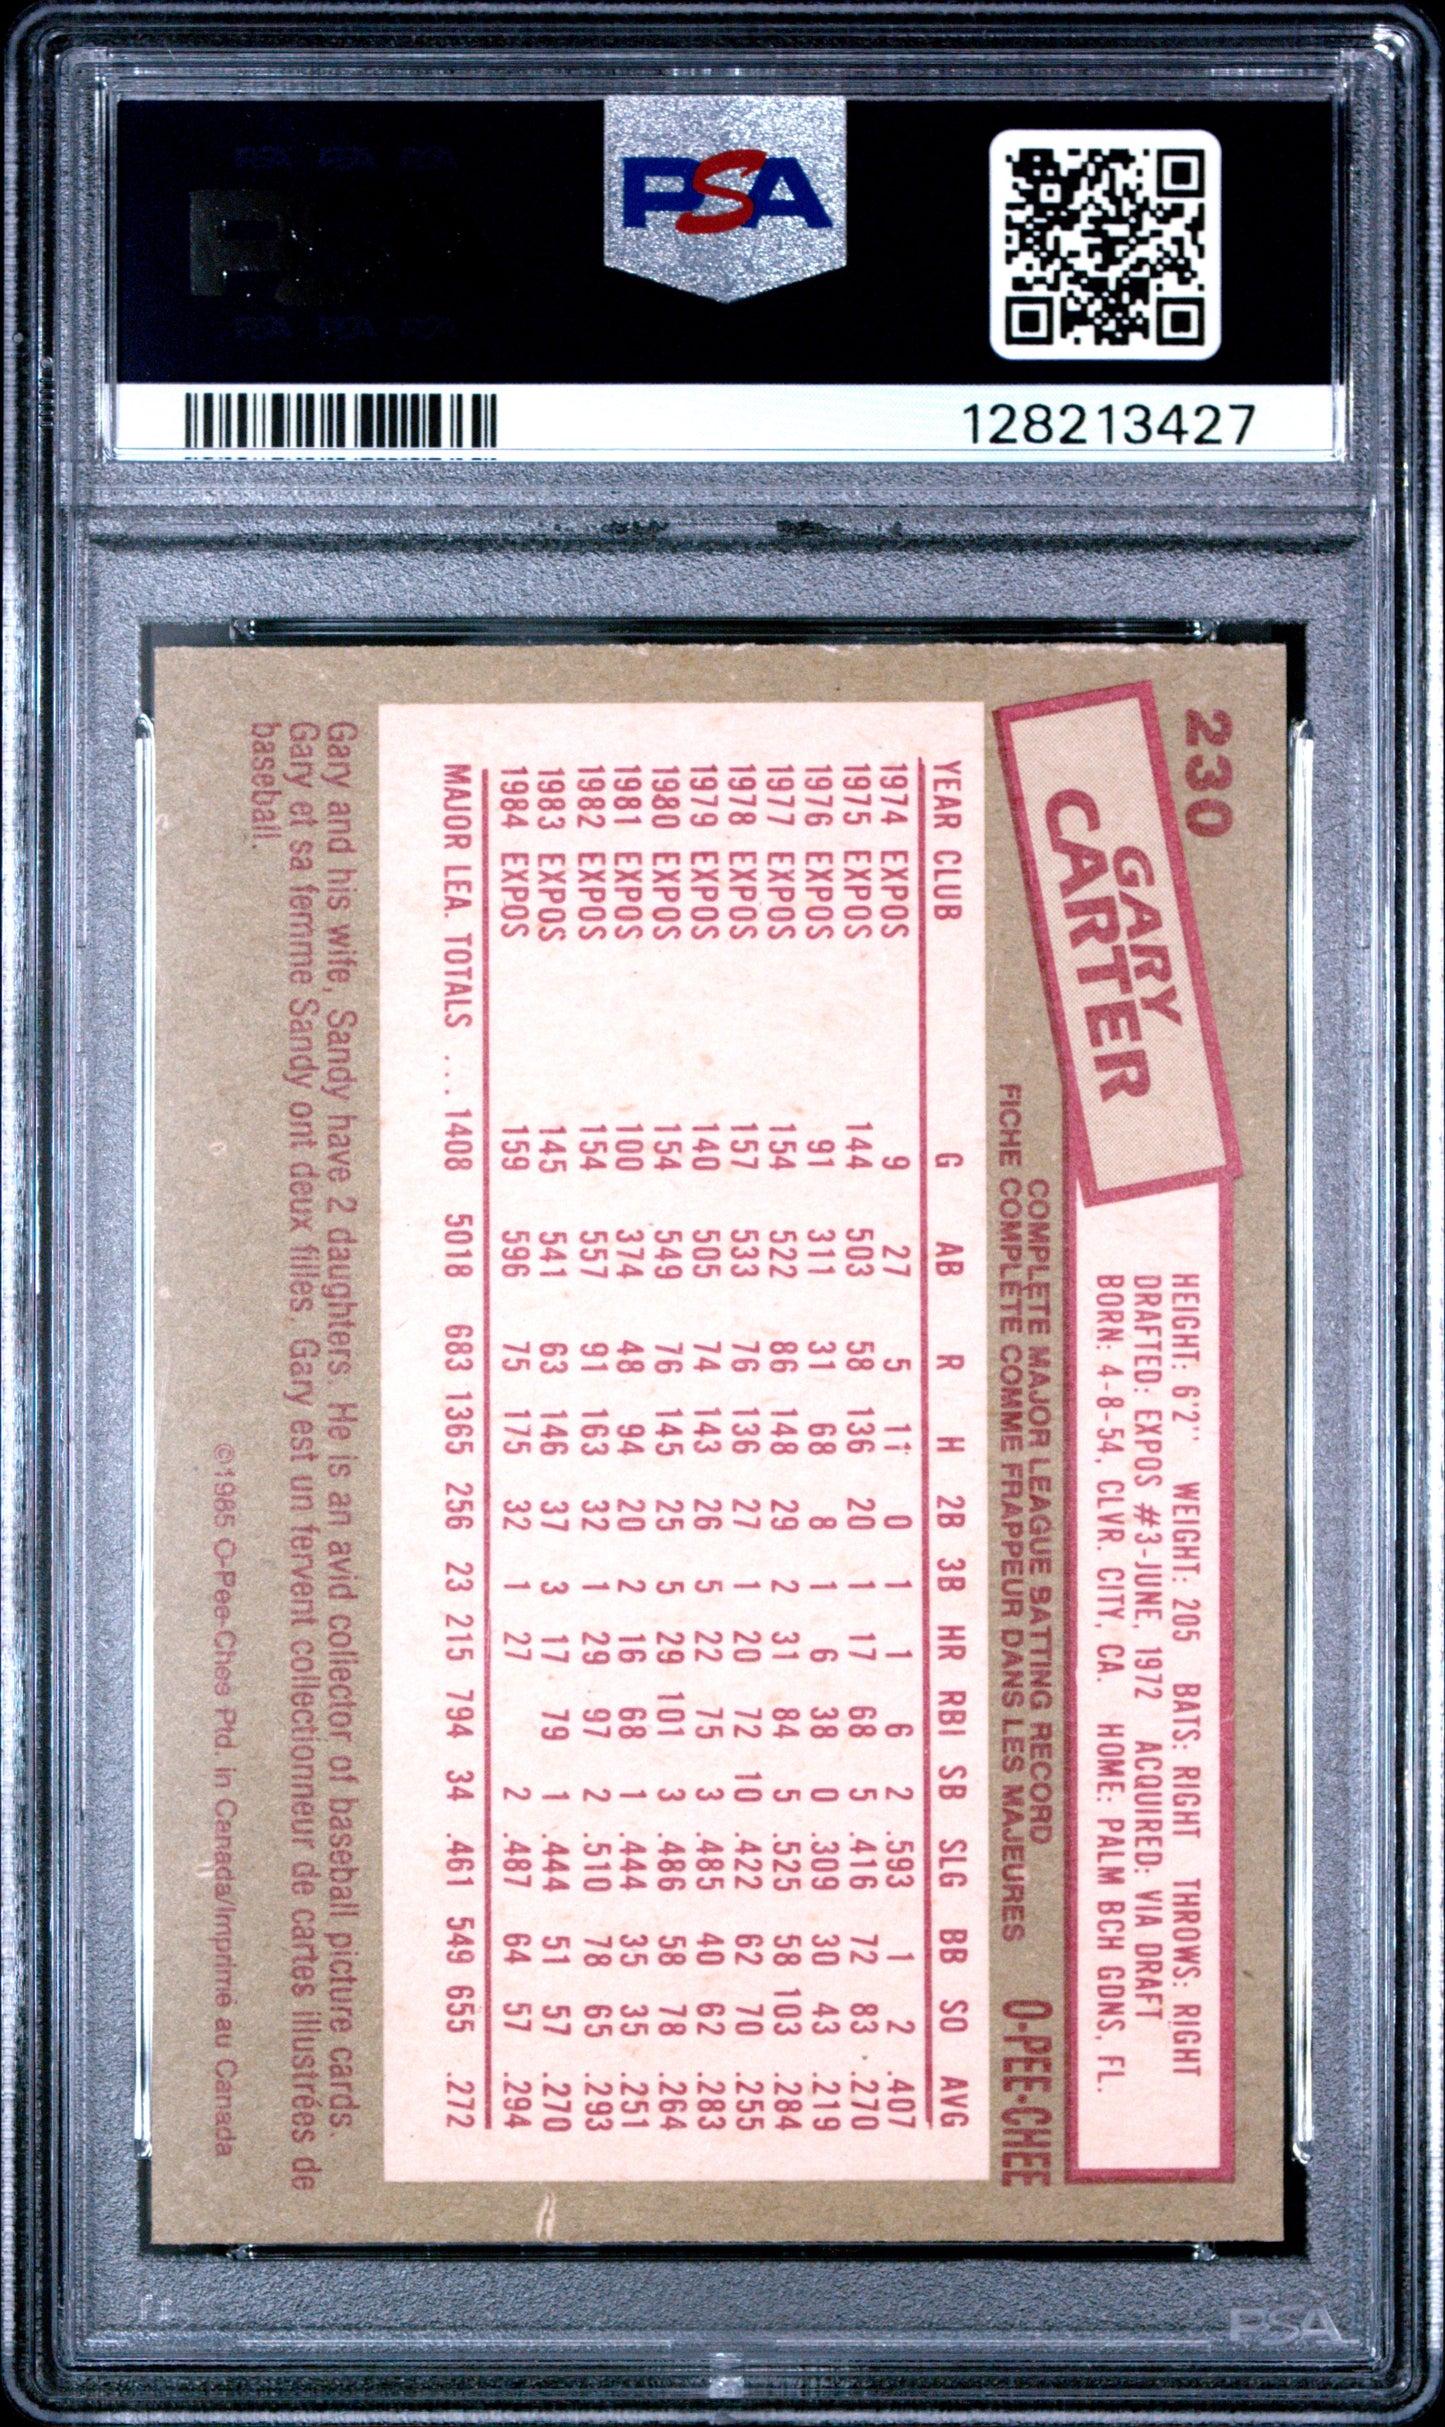 PSA
128213427
230
GARY
CARTER
HEIGHT: 6'2" WEIGHT: 205 BATS: RIGHT THROWS: RIGHT
DRAFTED: EXPOS #3-JUNE, 1972 ACQUIRED: VIA DRAFT
BORN: 4-8-54, CLVR. CITY, CA. HOME: PALM BCH GDNS, FL.
COMPLETE MAJOR LEAGUE BATTING RECORD
FICHE COMPLÈTE COMME FRAPPEUR DANS LES MAJEURES
O-PEE-CHEE
YEAR CLUB G AB R H 2B 3B HR RBI SB SLG BB SO AVG
1974 EXPOS 9 27 5 11 0 1 1 6 2 .593 1 2 .407
1975 EXPOS 144 503 58 136 20 1 17 68 5 .416 72 83 .270
1976 EXPOS 91 311 31 68 8 1 6 38 0 .309 30 43 .219
1977 EXPOS 154 522 86 148 29 2 31 84 5 .525 58 103 .284
1978 EXPOS 157 533 76 136 27 1 20 72 10 .422 62 70 .255
1979 EXPOS 140 505 74 143 26 5 22 75 3 .485 40 62 .283
1980 EXPOS 154 549 76 145 25 5 29 101 3 .486 58 78 .264
1981 EXPOS 100 374 48 94 20 2 16 68 1 .444 35 35 .251
1982 EXPOS 154 557 91 163 32 1 29 97 2 .510 78 65 .293
1983 EXPOS 145 541 63 146 37 3 17 79 1 .444 51 57 .270
1984 EXPOS 159 596 75 175 32 1 27 2 .487 64 57 .294
MAJOR LEA. TOTALS ... 1408 5018 683 1365 256 23 215 794 34 .461 549 655 .272
Gary and his wife, Sandy have 2 daughters. He is an avid collector of baseball picture cards.
Gary et sa femme Sandy ont deux filles. Gary est un fervent collectionneur de cartes illustrées de
baseball.
©1985 O-Pee-Chee Ptd. in Canada/Imprimé au Canada
PSA